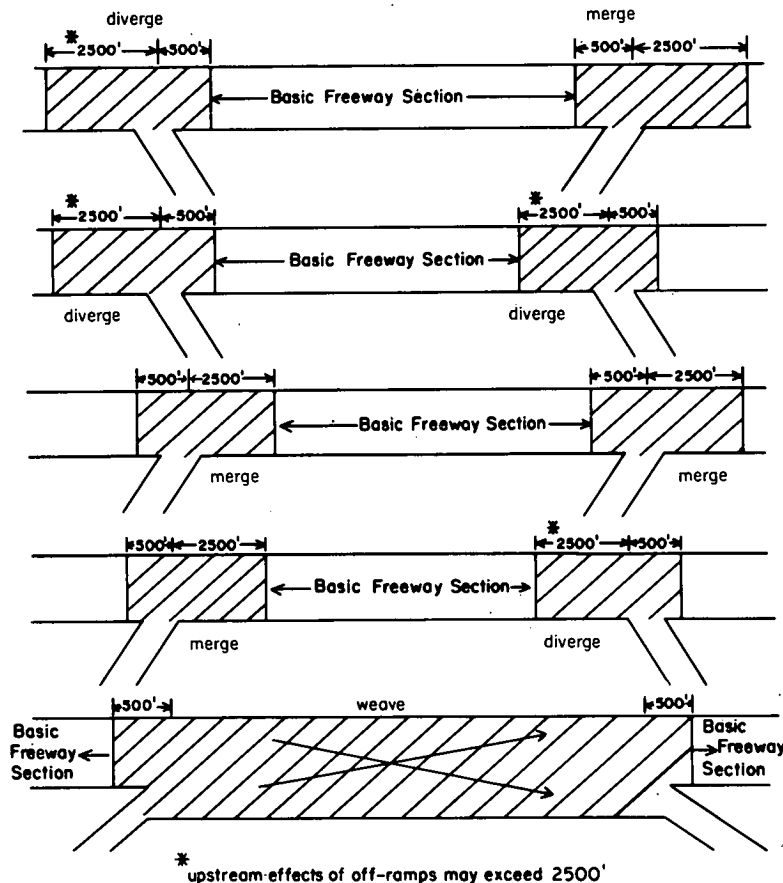 diverge merge
* 2500' 500' 500' 2500'
Basic Freeway Section
* 2500' 500' * 2500' 500'
Basic Freeway Section
diverge diverge
500' 2500' 500' 2500'
Basic Freeway Section
merge merge
500' 2500' * 2500' 500'
Basic Freeway Section
merge diverge
500' weave 500'
Basic Freeway Section
Basic Freeway Section
* upstream effects of off-ramps may exceed 2500'